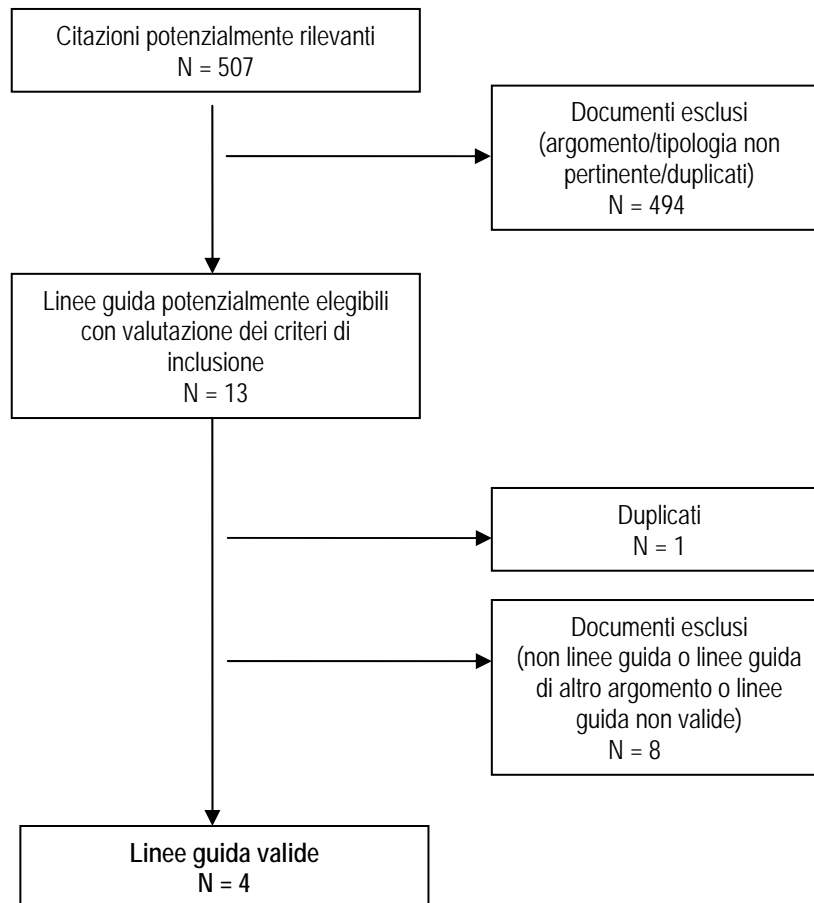 Citazioni potenzialmente rilevanti
N = 507
Documenti esclusi
(argomento/tipologia non
pertinente/duplicati)
N = 494
Linee guida potenzialmente elegibili
con valutazione dei criteri di
inclusione
N = 13
Duplicati
N = 1
Documenti esclusi
(non linee guida o linee guida
di altro argomento o linee
guida non valide)
N = 8
Linee guida valide
N = 4